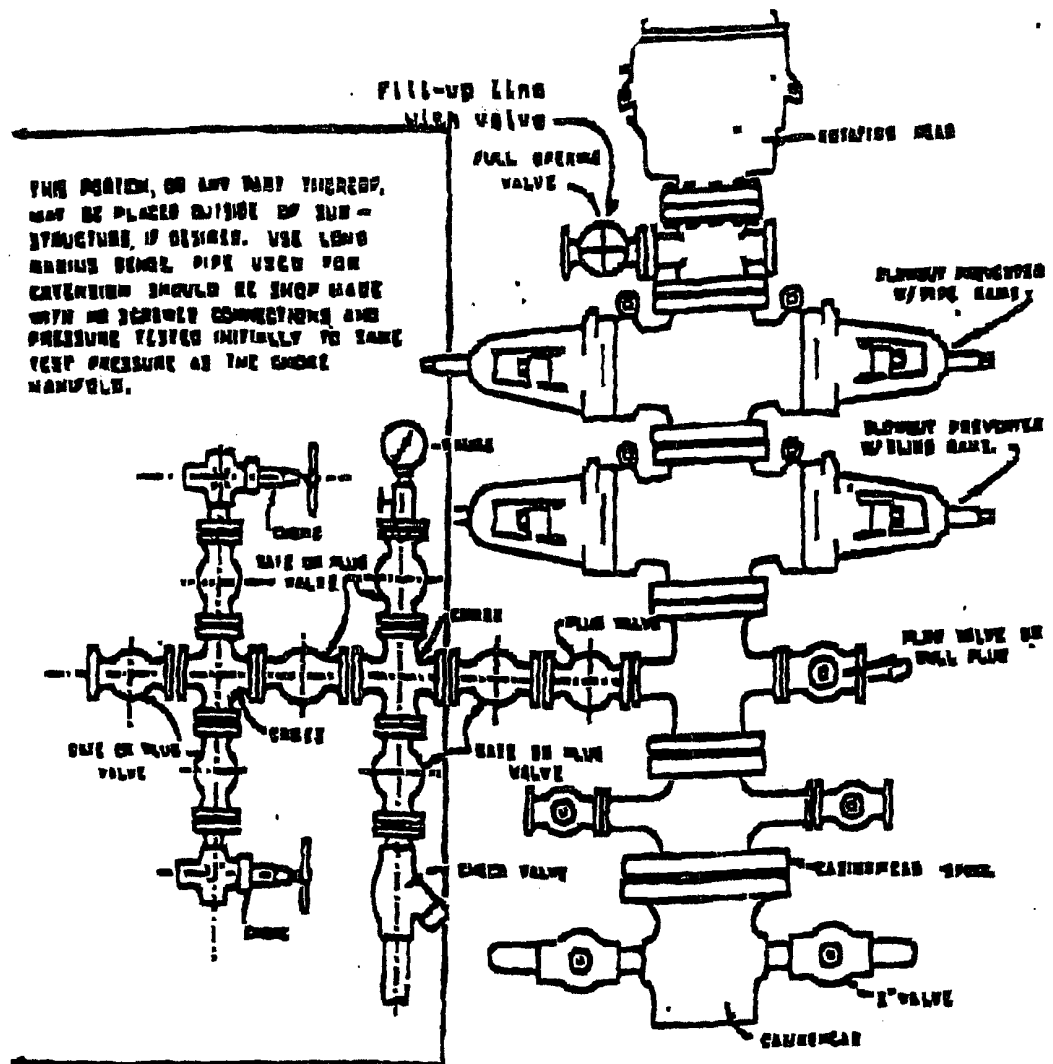 Fill-up Line
with valve
FULL OPENING
VALVE
ROTATING HEAD
THIS PORTION, OR ANY PART THEREOF,
MAY BE PLACED OUTSIDE OF SUB-
STRUCTURE, IF DESIRED. USE LONG
RADIUS BENDS. PIPE USED FOR
EXTENSION SHOULD BE SHOP MADE
WITH NO SCREWED CONNECTIONS AND
PRESSURE TESTED INITIALLY TO SAME
TEST PRESSURE AS THE CHOKE
MANIFOLD.
BLOWOUT PREVENTER
W/PIPE RAMS.
BLOWOUT PREVENTER
W/BLIND RAMS.
GAUGE
CHOKE
GATE OR PLUG
VALVE
CROSS
PLUG VALVE
VALVE OR
BULL PLUG
CROSS
GATE OR PLUG
VALVE
GATE OR PLUG
VALVE
CHECK VALVE
CASINGHEAD SPOOL
CHOKE
2" VALVE
CASINGHEAD